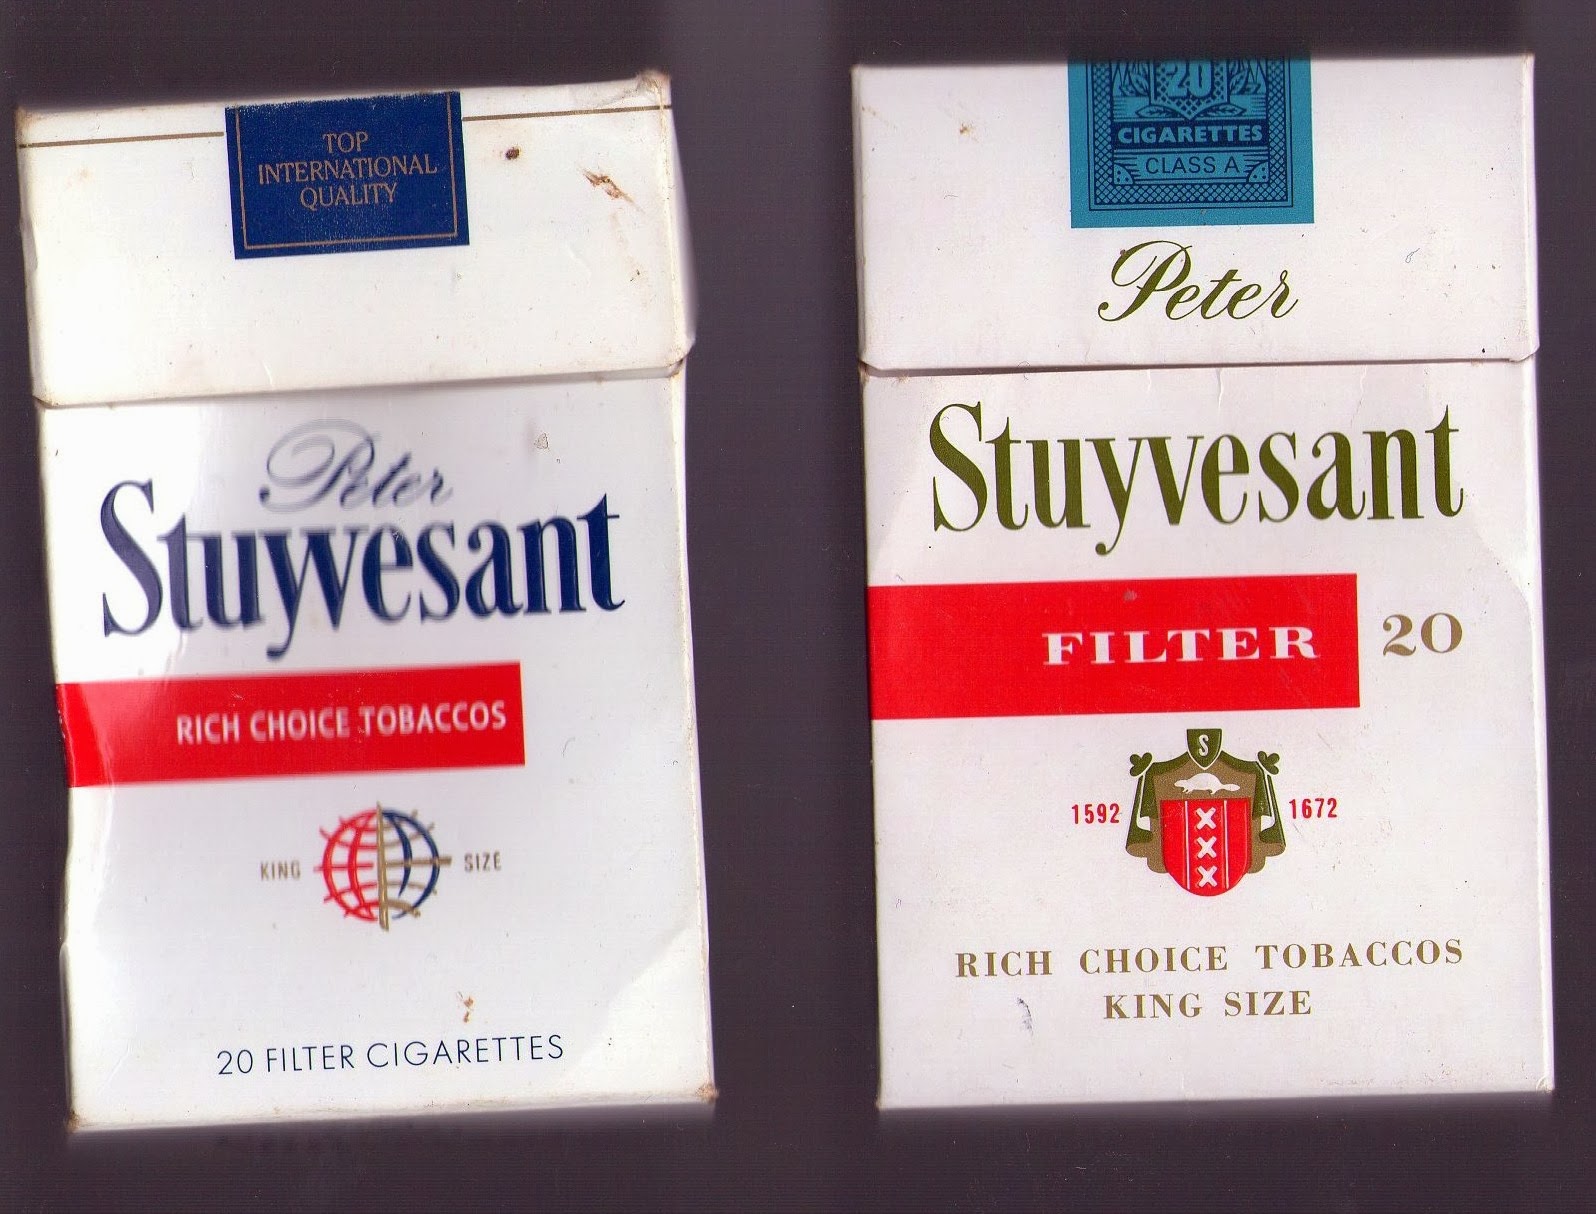 TOP
INTERNATIONAL
QUALITY
Peter
Stuyvesant
RICH CHOICE TOBACCOS
KING SIZE
20 FILTER CIGARETTES
20
CIGARETTES
CLASS A
Peter
Stuyvesant
FILTER 20
S
1592 1672
RICH CHOICE TOBACCOS
KING SIZE